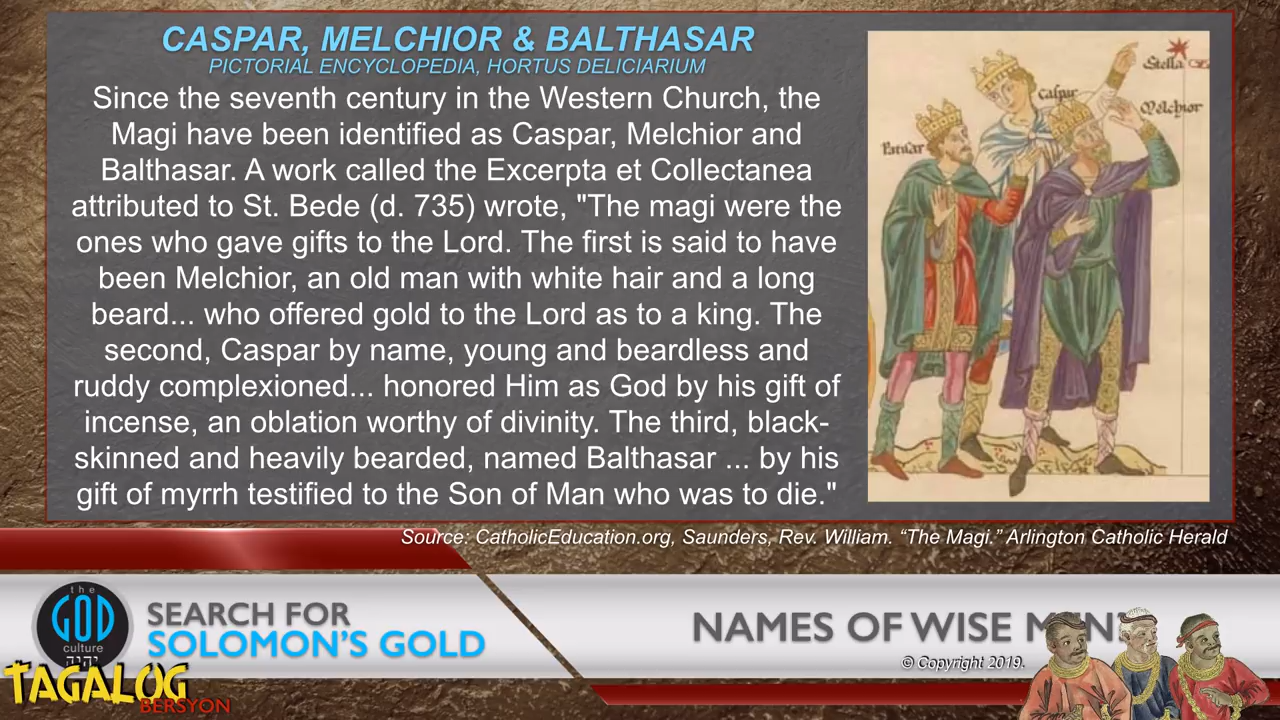 CASPAR, MELCHIOR & BALTHASAR
PICTORIAL ENCYCLOPEDIA, HORTUS DELICIARIUM
Since the seventh century in the Western Church, the
Magi have been identified as Caspar, Melchior and
Balthasar. A work called the Excerpta et Collectanea
attributed to St. Bede (d. 735) wrote, "The magi were the
ones who gave gifts to the Lord. The first is said to have
been Melchior, an old man with white hair and a long
beard... who offered gold to the Lord as to a king. The
second, Caspar by name, young and beardless and
ruddy complexioned... honored Him as God by his gift of
incense, an oblation worthy of divinity. The third, black-
skinned and heavily bearded, named Balthasar ... by his
gift of myrrh testified to the Son of Man who was to die."
Stella
Caspar
Melchior
Source: CatholicEducation.org, Saunders, Rev. William. “The Magi.” Arlington Catholic Herald
the
GOD
culture
יהוה
SEARCH FOR
SOLOMON'S GOLD
TAGALOG
BERSYON
NAMES OF WISE MEN?
© Copyright 2019.